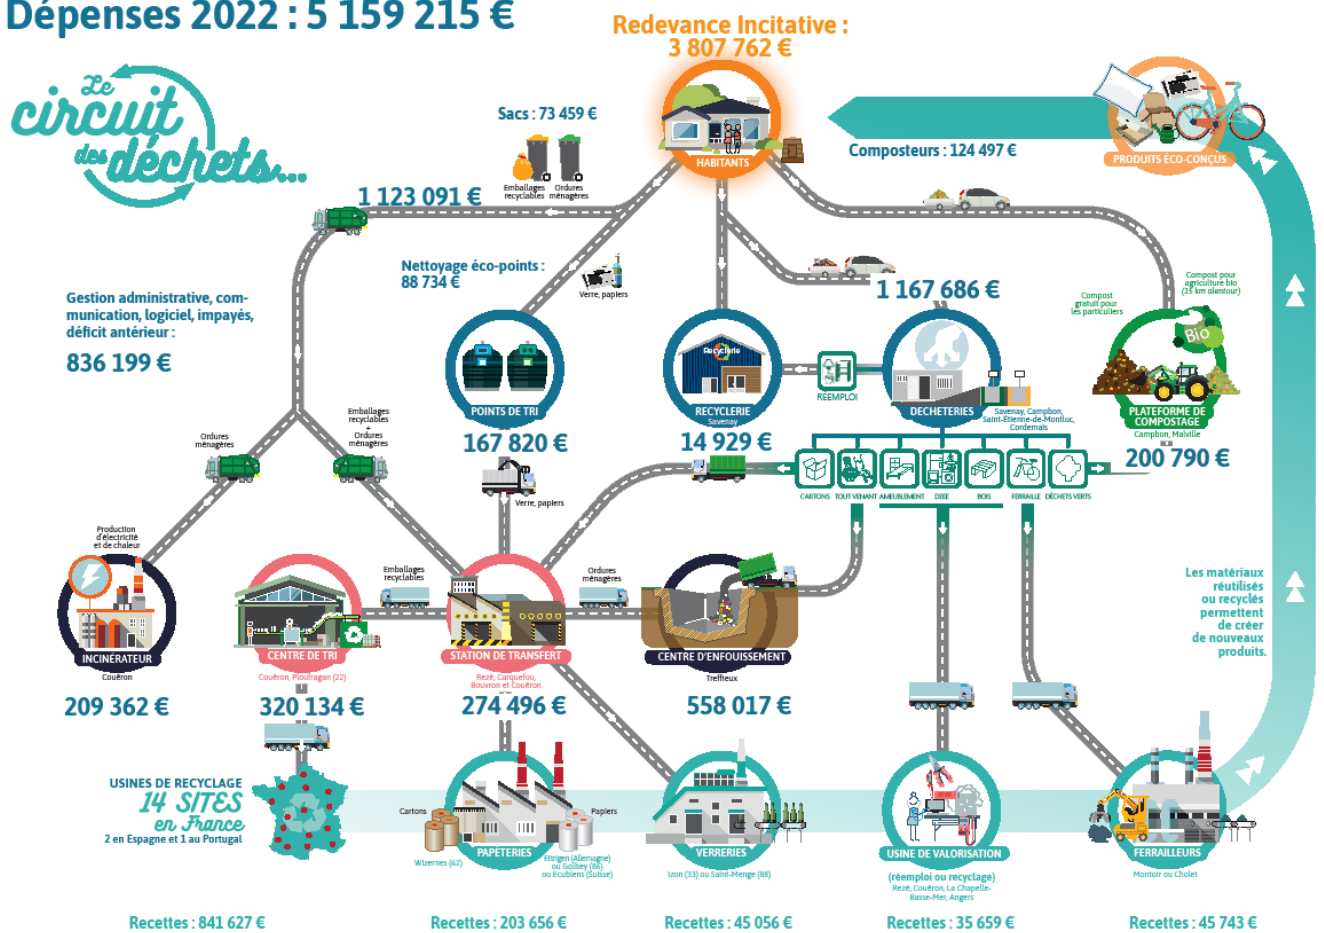 Dépenses 2022 : 5 159 215 €
Redevance Incitative :
3 807 762 €
Le
circuit
des déchets...
Sacs : 73 459 €
Emballages
recyclables
Ordures
ménagères
HABITANTS
Composteurs : 124 497 €
PRODUITS ÉCO-CONÇUS
1 123 091 €
Nettoyage éco-points :
88 734 €
Verre, papiers
Gestion administrative, com-
munication, logiciel, impayés,
déficit antérieur :
836 199 €
1 167 686 €
Compost
gratuit pour
les particuliers
Compost pour
agriculture bio
(15 km alentour)
Bio
Recyclerie
POINTS DE TRI
167 820 €
RECYCLERIE
Savenay
14 929 €
RÉEMPLOI
DECHÈTERIES
Savenay, Campbon,
Saint-Étienne-de-Montluc,
Cordemais
PLATEFORME DE
COMPOSTAGE
Campbon, Malville
200 790 €
Ordures
ménagères
Emballages
recyclables
+
Ordures
ménagères
Verre, papiers
CARTONS
TOUT VENANT
AMEUBLEMENT
DEEE
BOIS
FERRAILLE
DÉCHETS VERTS
Production
d'électricité
et de chaleur
Emballages
recyclables
Ordures
ménagères
INCINÉRATEUR
Couëron
209 362 €
CENTRE DE TRI
Couëron, Ploufragan (22)
320 134 €
STATION DE TRANSFERT
Rezé, Carquefou,
Bouvron et Couëron
274 496 €
CENTRE D'ENFOUISSEMENT
Treffieux
558 017 €
Les matériaux
réutilisés
ou recyclés
permettent
de créer
de nouveaux
produits.
USINES DE RECYCLAGE
14 SITES
en France
2 en Espagne et 1 au Portugal
Cartons
Papiers
PAPÈTERIES
Wizernes (62)
Ettrigen (Allemagne)
ou Golbey (86)
ou Ecublens (Suisse)
VERRERIES
Izon (33) ou Saint-Menge (88)
USINE DE VALORISATION
(réemploi ou recyclage)
Rezé, Couëron, La Chapelle-
Basse-Mer, Angers
FERRAILLEURS
Montoir ou Cholet
Recettes : 841 627 €
Recettes : 203 656 €
Recettes : 45 056 €
Recettes : 35 659 €
Recettes : 45 743 €